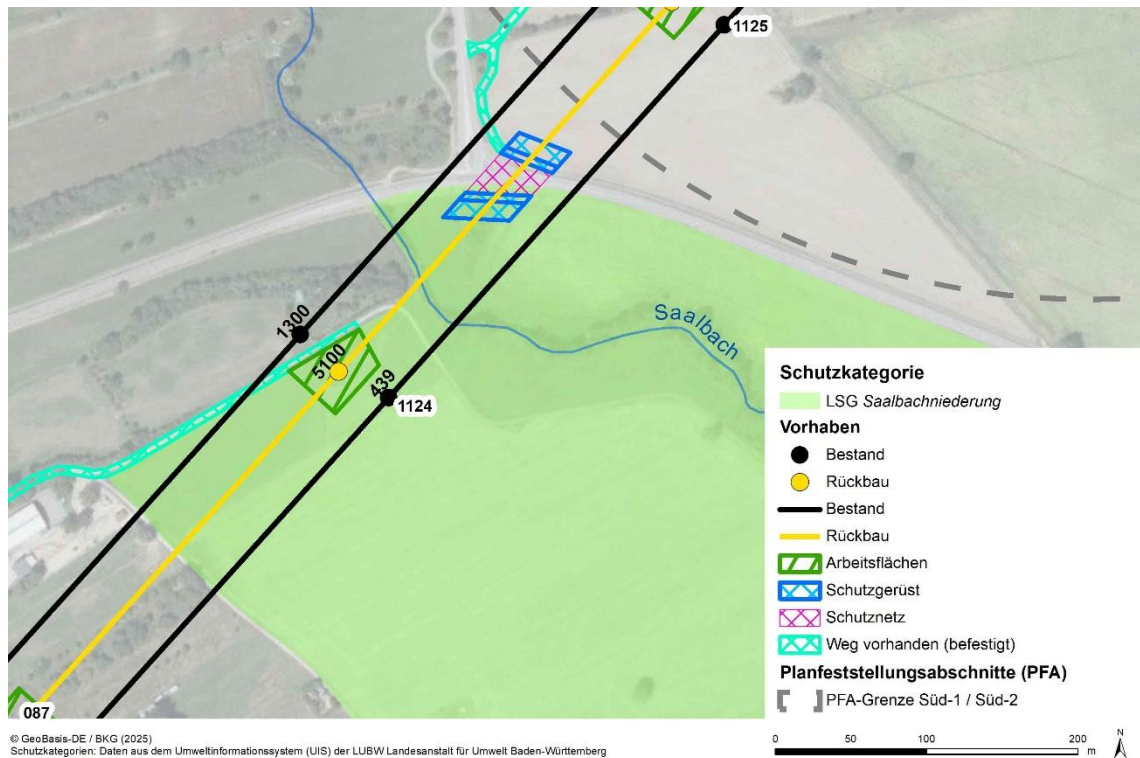 1125
1300
Saalbach
5100
439
1124
087
Schutzkategorie
LSG Saalbachniederung
Vorhaben
Bestand
Rückbau
Bestand
Rückbau
Arbeitsflächen
Schutzgerüst
Schutznetz
Weg vorhanden (befestigt)
Planfeststellungsabschnitte (PFA)
PFA-Grenze Süd-1 / Süd-2
© GeoBasis-DE / BKG (2025)
Schutzkategorien: Daten aus dem Umweltinformationssystem (UIS) der LUBW Landesanstalt für Umwelt Baden-Württemberg
0 50 100 200
m
N